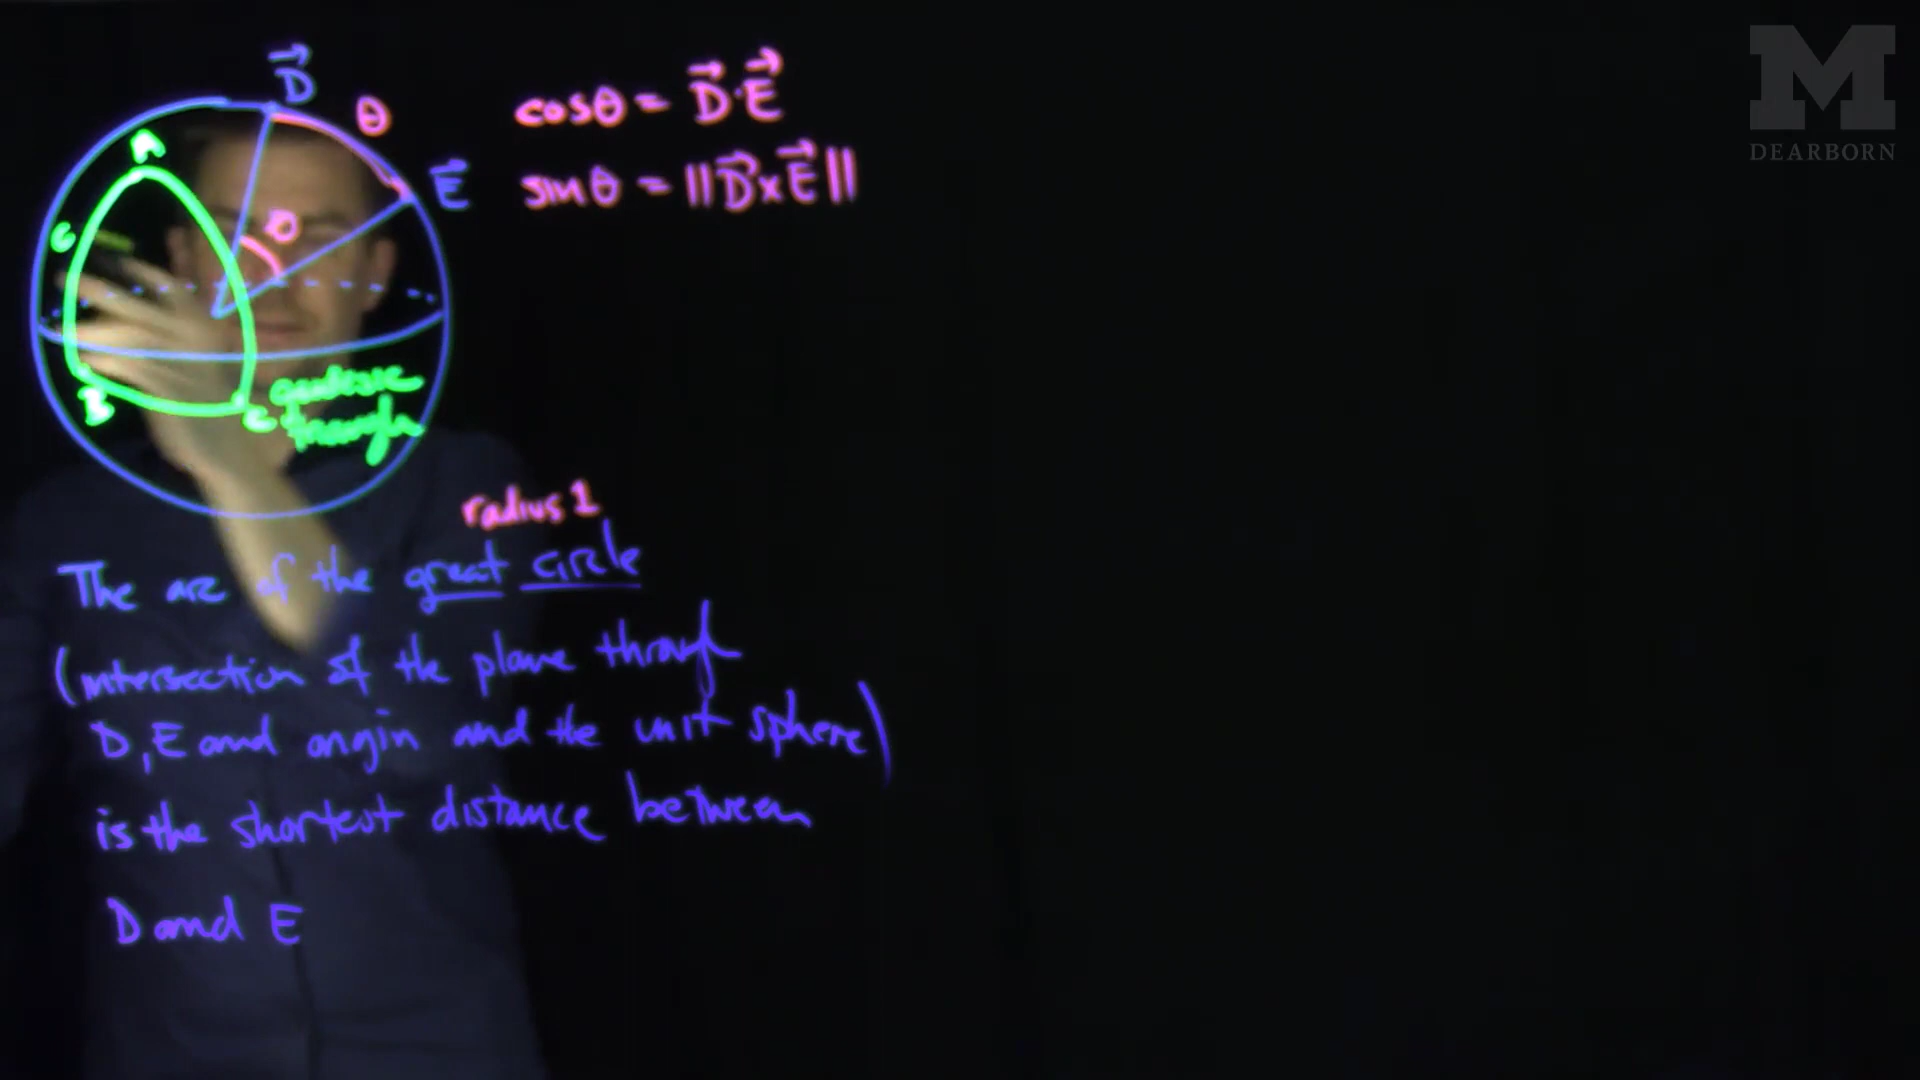 D⃗
θ
cosθ = D⃗·E⃗
A
E⃗
sinθ = ||D⃗×E⃗||
θ
c
B
C
geodesic
triangle
radius 1
The arc of the great circle
(intersection of the plane through
D, E and origin and the unit sphere)
is the shortest distance between
D and E
M
DEARBORN